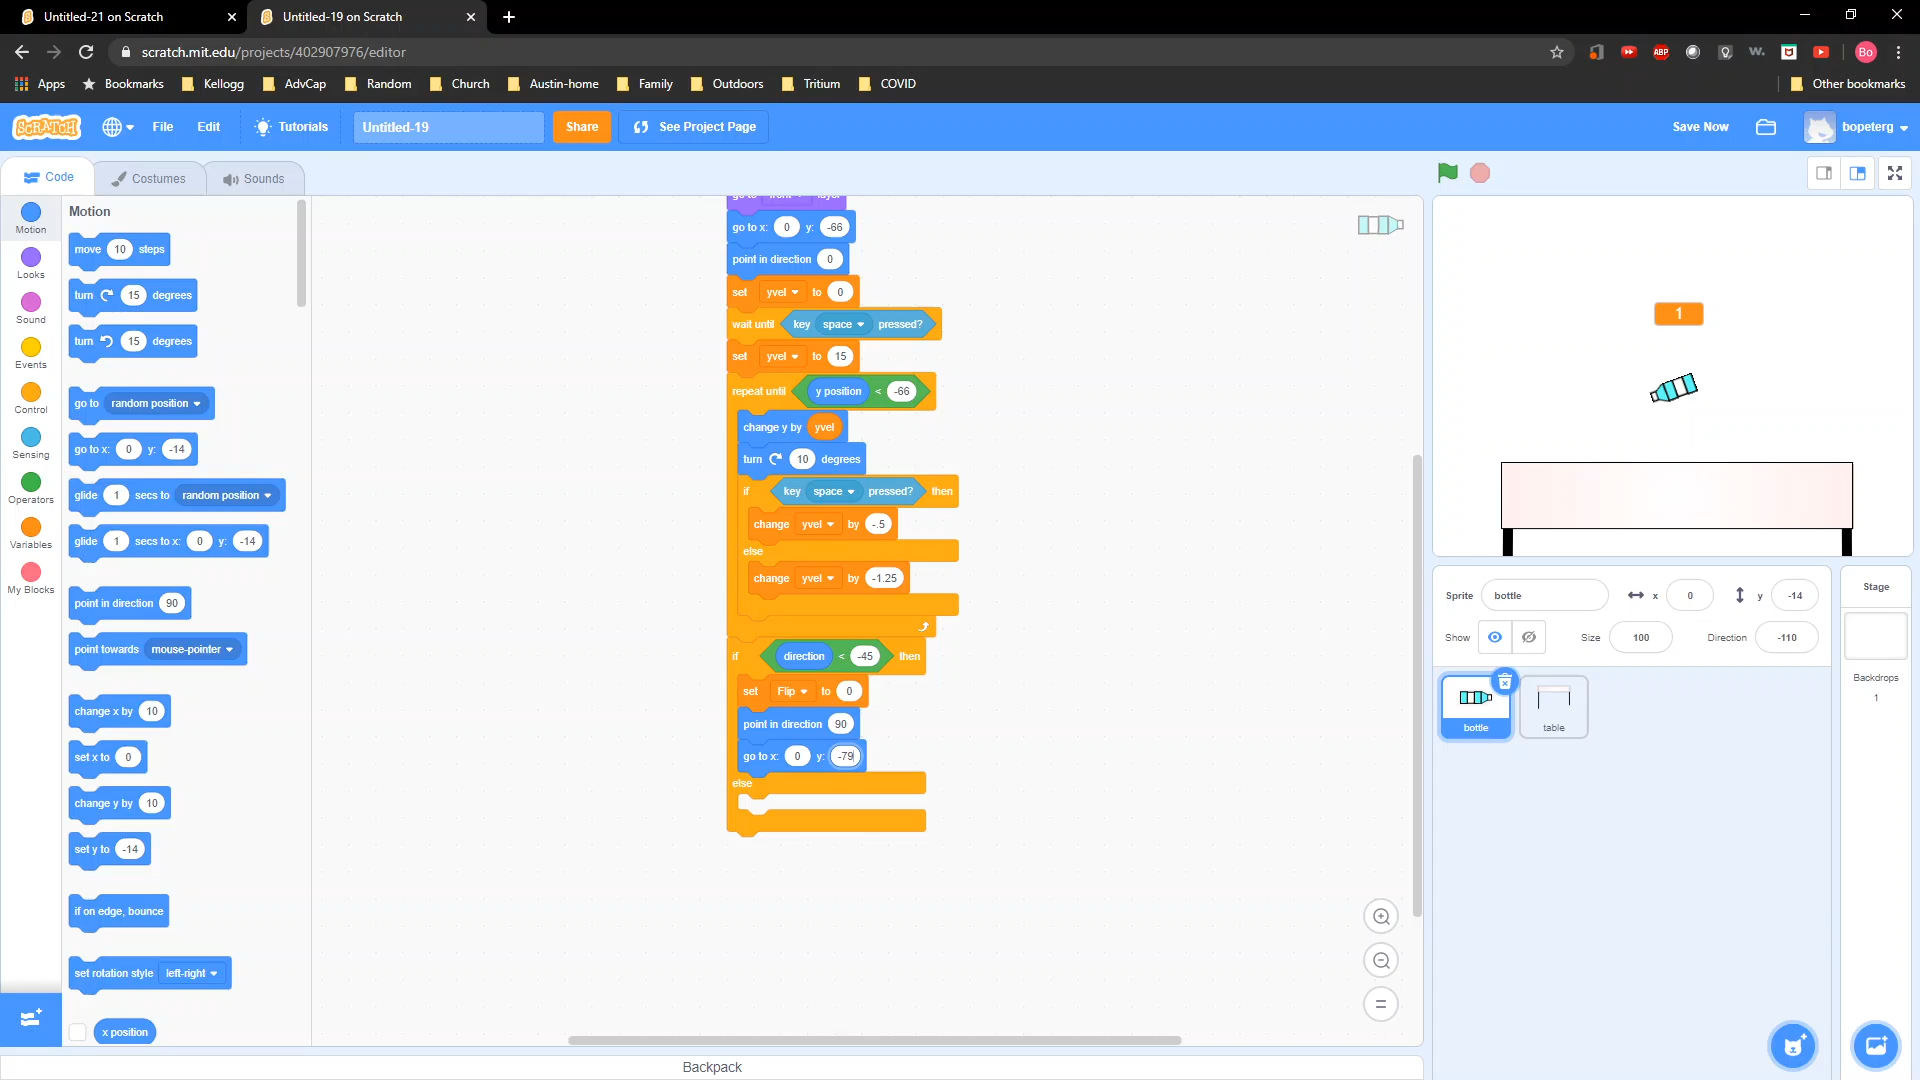 Untitled-21 on Scratch
Untitled-19 on Scratch
scratch.mit.edu/projects/402907976/editor
ABP
W.
Bo
Apps
Bookmarks
Kellogg
AdvCap
Random
Church
Austin-home
Family
Outdoors
Tritium
COVID
Other bookmarks
SCRATCH
File
Edit
Tutorials
Untitled-19
Share
See Project Page
Save Now
bopeterg
Code
Costumes
Sounds
Motion
Looks
Sound
Events
Control
Sensing
Operators
Variables
My Blocks
Motion
move 10 steps
turn 15 degrees
turn 15 degrees
go to random position
go to x: 0 y: -14
glide 1 secs to random position
glide 1 secs to x: 0 y: -14
point in direction 90
point towards mouse-pointer
change x by 10
set x to 0
change y by 10
set y to -14
if on edge, bounce
set rotation style left-right
x position
go to x: 0 y: -66
point in direction 0
set yvel to 0
wait until key space pressed?
set yvel to 15
repeat until y position < -66
change y by yvel
turn 10 degrees
if key space pressed? then
change yvel by -.5
else
change yvel by -1.25
if direction < -45 then
set Flip to 0
point in direction 90
go to x: 0 y: -79
else
1
Sprite bottle x 0 y -14
Show Size 100 Direction -110
bottle
table
Stage
Backdrops
1
Backpack